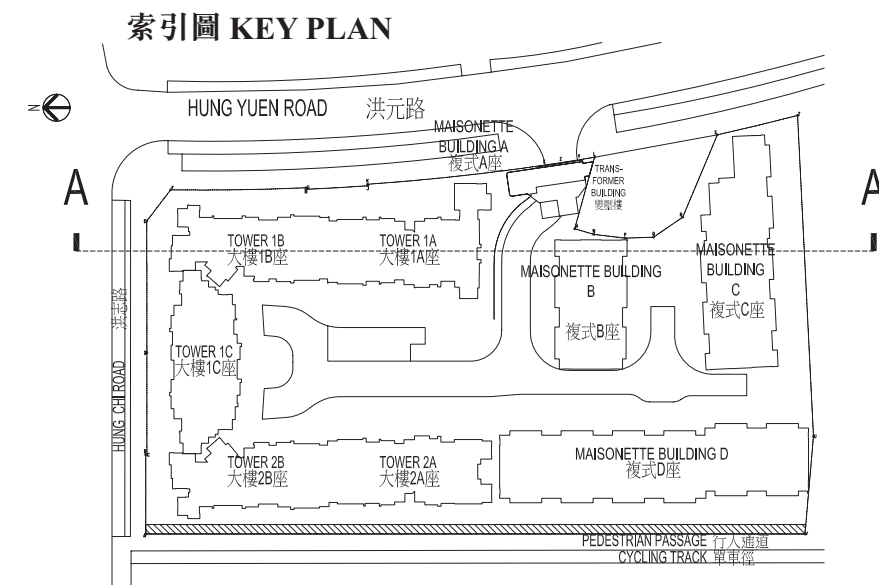 索引圖 KEY PLAN
N
HUNG YUEN ROAD 洪元路
MAISONETTE
BUILDING A
複式A座
TRANS-
FORMER
BUILDING
變壓樓
A
A
TOWER 1B
大樓1B座
TOWER 1A
大樓1A座
MAISONETTE BUILDING
B
複式B座
MAISONETTE
BUILDING
C
複式C座
HUNG CHI ROAD 洪志路
TOWER 1C
大樓1C座
TOWER 2B
大樓2B座
TOWER 2A
大樓2A座
MAISONETTE BUILDING D
複式D座
PEDESTRIAN PASSAGE 行人通道
CYCLING TRACK 單車徑